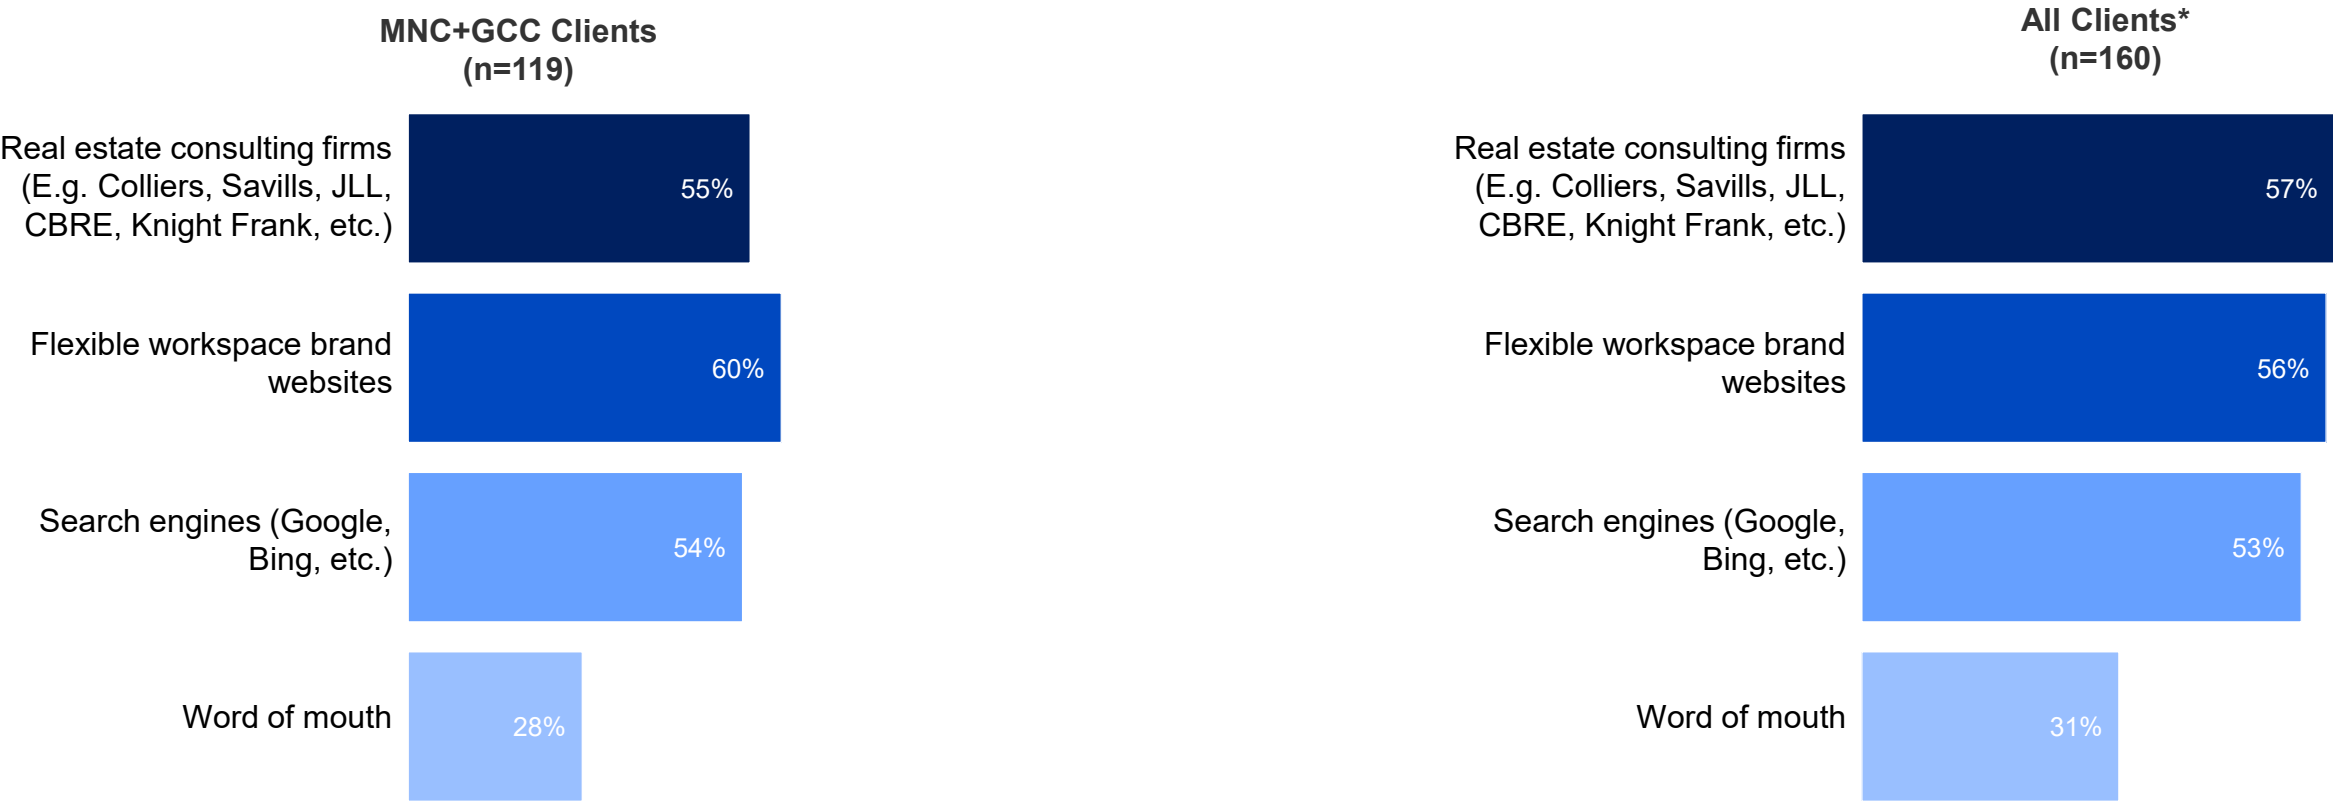 MNC+GCC Clients
(n=119)
Real estate consulting firms
(E.g. Colliers, Savills, JLL,
CBRE, Knight Frank, etc.)
55%
Flexible workspace brand
websites
60%
Search engines (Google,
Bing, etc.)
54%
Word of mouth
28%
All Clients*
(n=160)
Real estate consulting firms
(E.g. Colliers, Savills, JLL,
CBRE, Knight Frank, etc.)
57%
Flexible workspace brand
websites
56%
Search engines (Google,
Bing, etc.)
53%
Word of mouth
31%